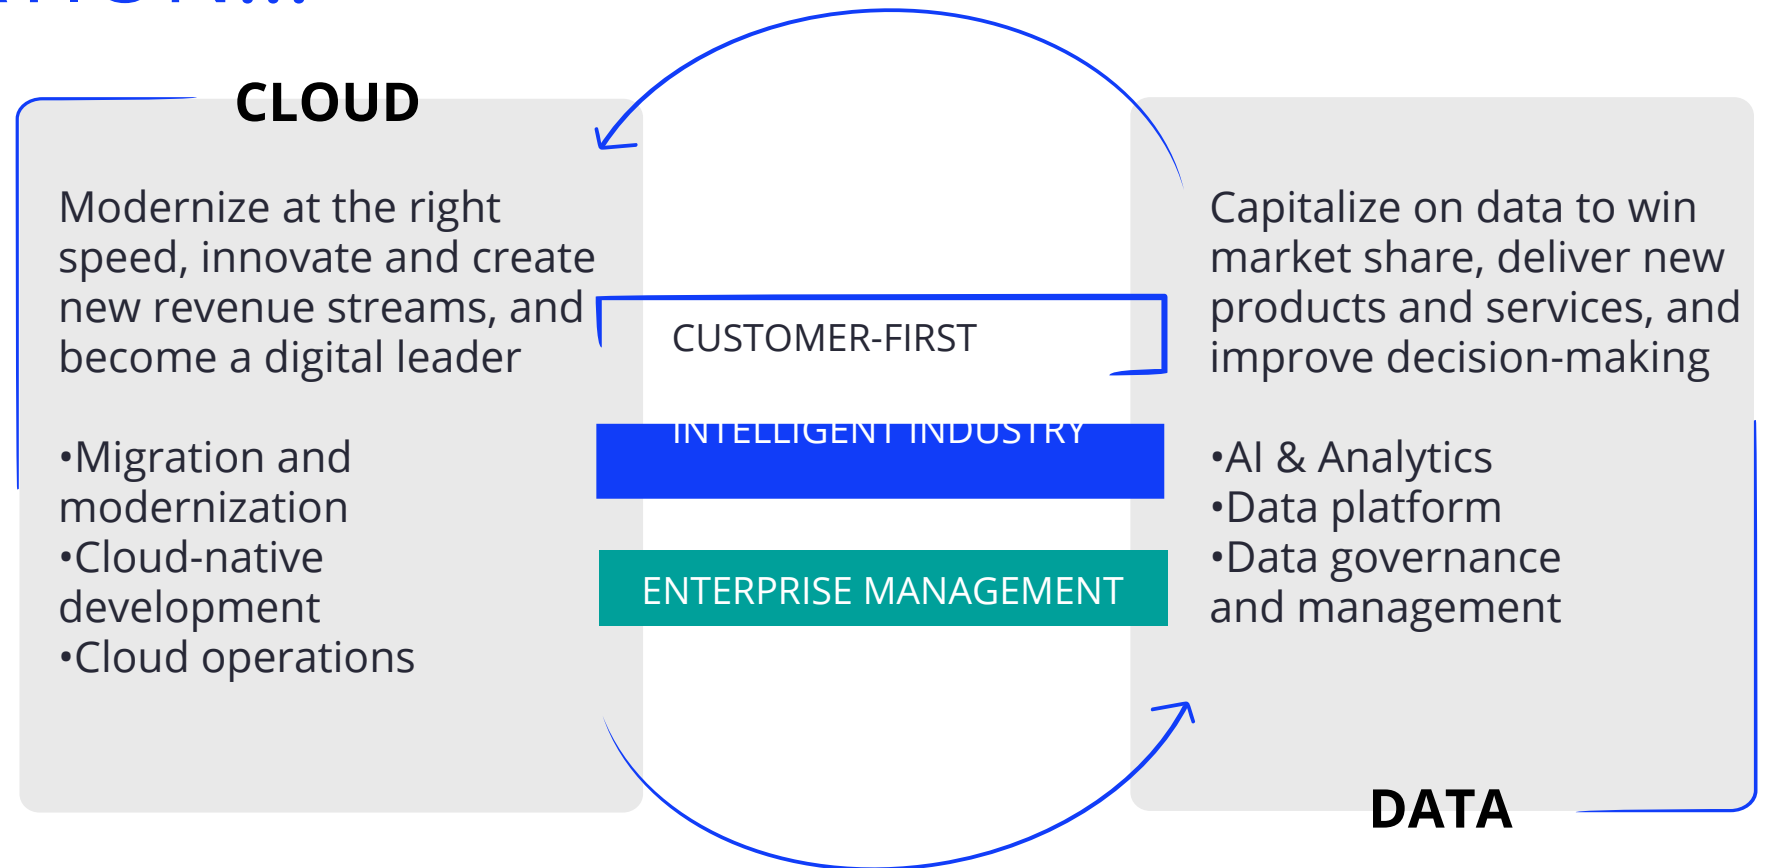 CLOUD
Modernize at the right
speed, innovate and create
new revenue streams, and
become a digital leader
•Migration and
modernization
•Cloud-native
development
•Cloud operations
CUSTOMER-FIRST
INTELLIGENT INDUSTRY
ENTERPRISE MANAGEMENT
Capitalize on data to win
market share, deliver new
products and services, and
improve decision-making
•AI & Analytics
•Data platform
•Data governance
and management
DATA